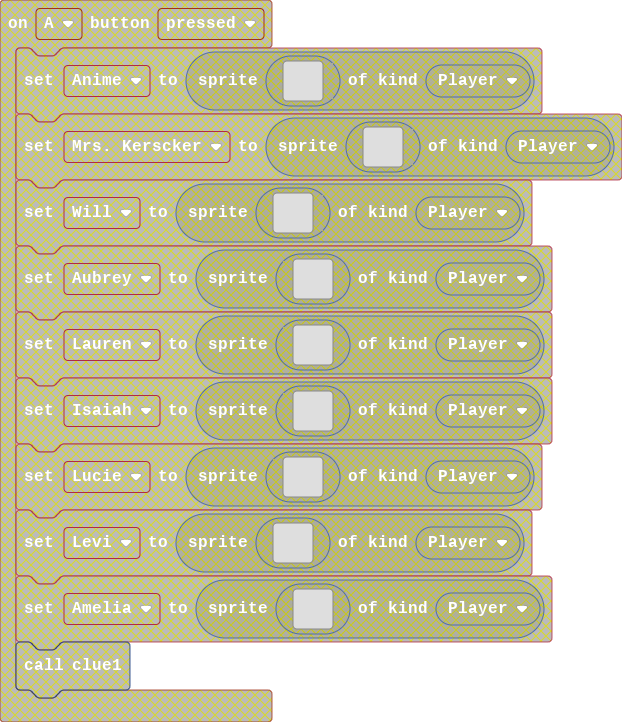 on A button pressed
set Anime to sprite of kind Player
set Mrs. Kerscker to sprite of kind Player
set Will to sprite of kind Player
set Aubrey to sprite of kind Player
set Lauren to sprite of kind Player
set Isaiah to sprite of kind Player
set Lucie to sprite of kind Player
set Levi to sprite of kind Player
set Amelia to sprite of kind Player
call clue1